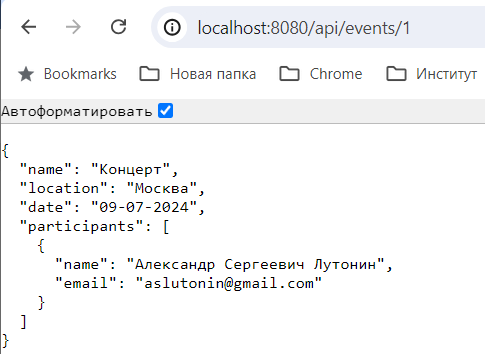 localhost:8080/api/events/1
Bookmarks Новая папка Chrome Институт
Автоформатировать
{
  "name": "Концерт",
  "location": "Москва",
  "date": "09-07-2024",
  "participants": [
    {
      "name": "Александр Сергеевич Лутонин",
      "email": "aslutonin@gmail.com"
    }
  ]
}